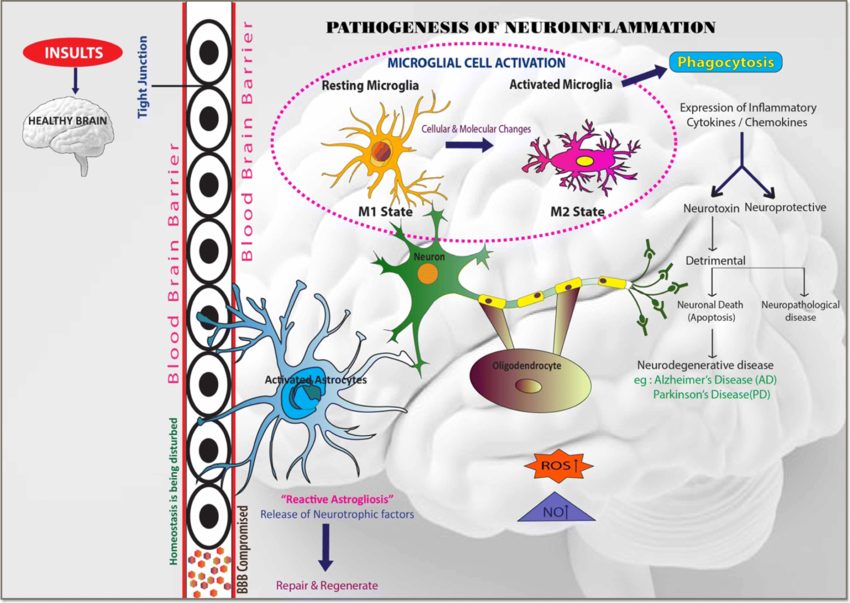 PATHOGENESIS OF NEUROINFLAMMATION
INSULTS
HEALTHY BRAIN
Tight Junction
Blood Brain Barrier
Blood Brain Barrier
Homeostasis is being disturbed
BBB Compromised
MICROGLIAL CELL ACTIVATION
Resting Microglia
Activated Microglia
Cellular & Molecular Changes
M1 State
M2 State
Phagocytosis
Expression of Inflammatory
Cytokines / Chemokines
Neurotoxin
Neuroprotective
Detrimental
Neuronal Death
(Apoptosis)
Neuropathological
disease
Neurodegenerative disease
eg : Alzheimer's Disease (AD)
Parkinson's Disease(PD)
Neuron
Oligodendrocyte
Activated Astrocytes
"Reactive Astrogliosis"
Release of Neurotrophic factors
Repair & Regenerate
ROS↑
NO↑